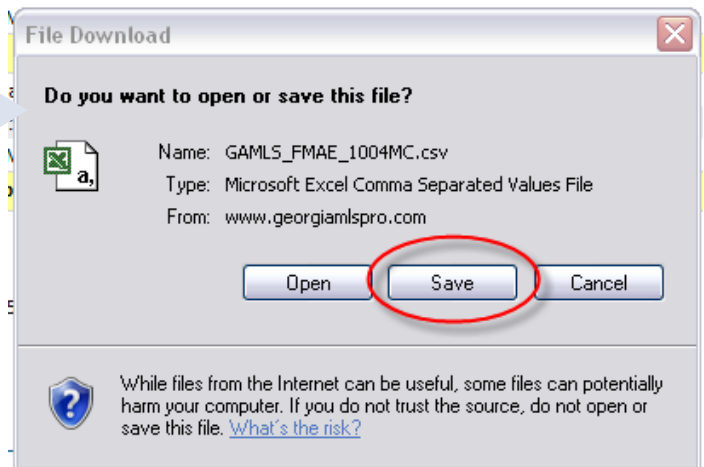 File Download
Do you want to open or save this file?
a,
Name: GAMLS_FMAE_1004MC.csv
Type: Microsoft Excel Comma Separated Values File
From: www.georgiamlspro.com
Open Save Cancel
While files from the Internet can be useful, some files can potentially
harm your computer. If you do not trust the source, do not open or
save this file. What's the risk?